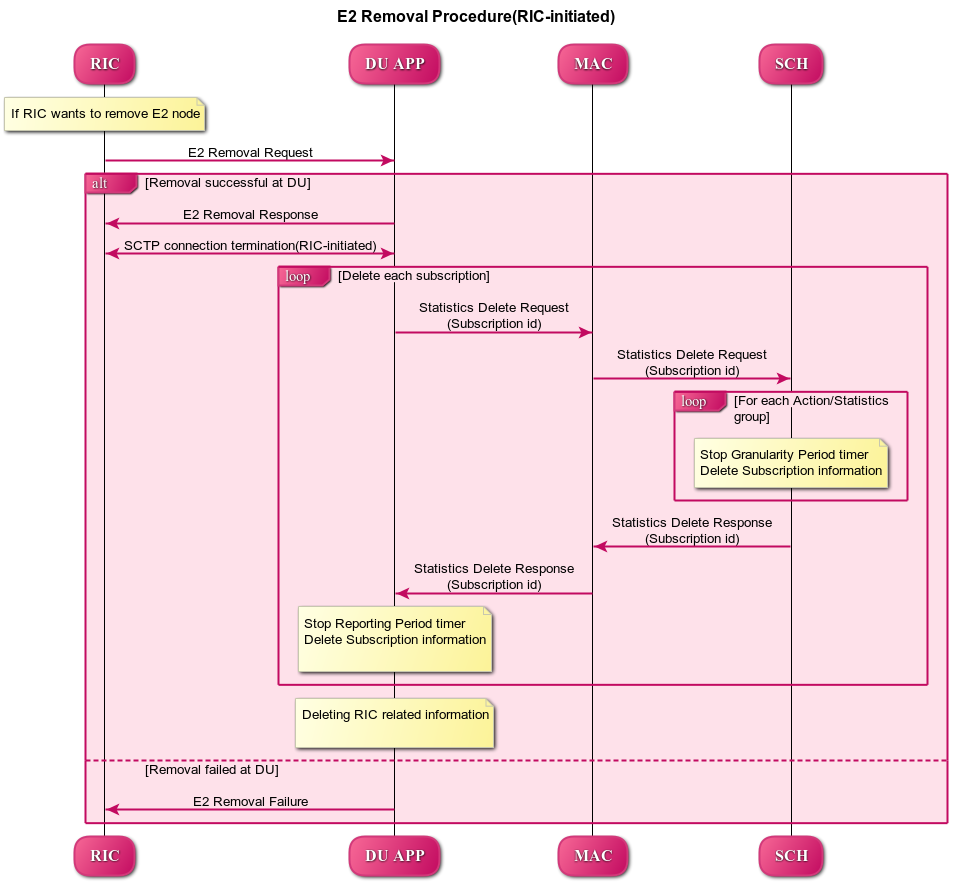 E2 Removal Procedure(RIC-initiated)
RIC
DU APP
MAC
SCH
If RIC wants to remove E2 node
E2 Removal Request
alt
[Removal successful at DU]
E2 Removal Response
SCTP connection termination(RIC-initiated)
loop
[Delete each subscription]
Statistics Delete Request
(Subscription id)
Statistics Delete Request
(Subscription id)
loop
[For each Action/Statistics
group]
Stop Granularity Period timer
Delete Subscription information
Statistics Delete Response
(Subscription id)
Statistics Delete Response
(Subscription id)
Stop Reporting Period timer
Delete Subscription information
Deleting RIC related information
[Removal failed at DU]
E2 Removal Failure
RIC
DU APP
MAC
SCH